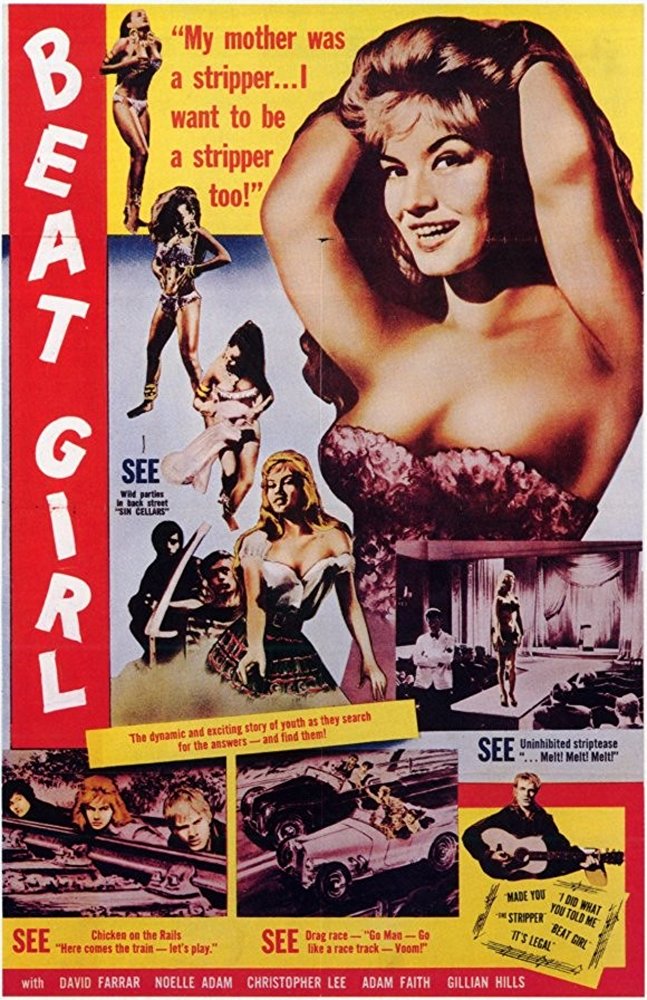 BEAT GIRL
“My mother was
a stripper...I
want to be
a stripper
too!”
SEE
Wild parties
in back street
"SIN CELLARS"
"The dynamic and exciting story of youth as they search
for the answers — and find them!
SEE Uninhibited striptease
"... Melt! Melt! Melt!"
SEE Chicken on the Rails
"Here comes the train — let's play."
SEE Drag race — "Go Man — Go
like a race track — Voom!"
"MADE YOU"
"THE STRIPPER"
"IT'S LEGAL"
"I DID WHAT
YOU TOLD ME"
"BEAT GIRL"
with DAVID FARRAR NOELLE ADAM CHRISTOPHER LEE ADAM FAITH GILLIAN HILLS